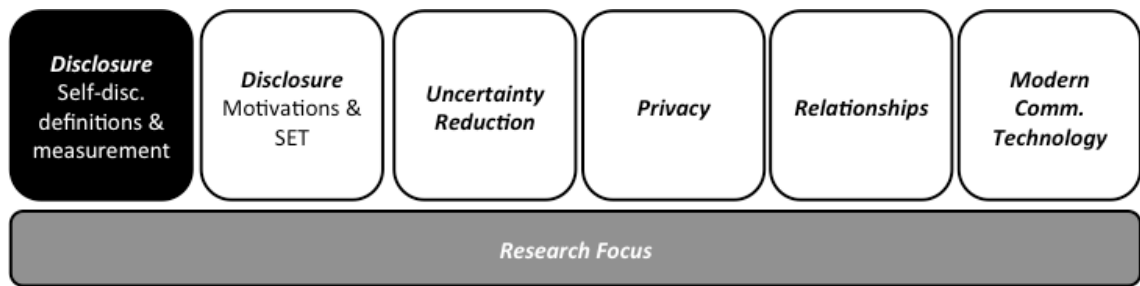 Disclosure
Self-disc.
definitions &
measurement
Disclosure
Motivations &
SET
Uncertainty
Reduction
Privacy
Relationships
Modern
Comm.
Technology
Research Focus